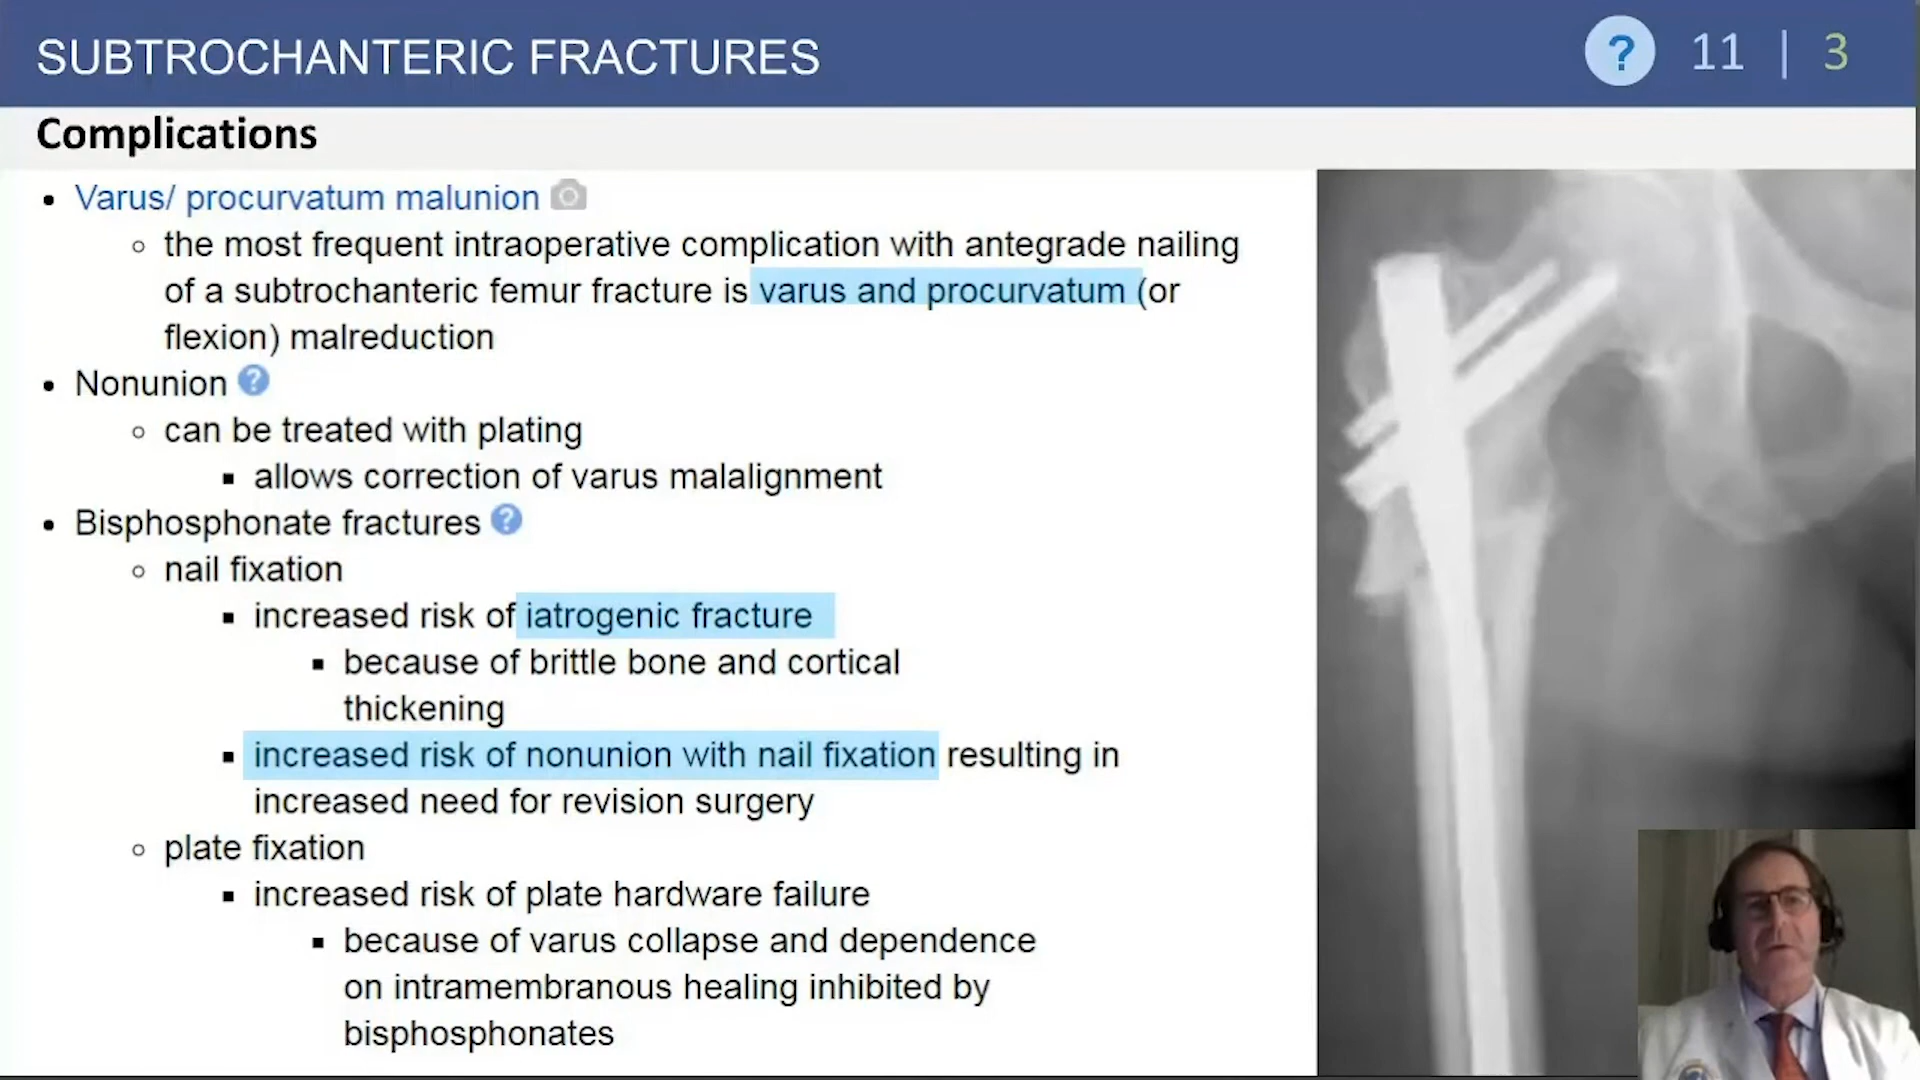 SUBTROCHANTERIC FRACTURES
? 11 | 3
Complications
• Varus/ procurvatum malunion
○ the most frequent intraoperative complication with antegrade nailing
of a subtrochanteric femur fracture is varus and procurvatum (or
flexion) malreduction
• Nonunion ?
○ can be treated with plating
▪ allows correction of varus malalignment
• Bisphosphonate fractures ?
○ nail fixation
▪ increased risk of iatrogenic fracture
▪ because of brittle bone and cortical
thickening
▪ increased risk of nonunion with nail fixation resulting in
increased need for revision surgery
○ plate fixation
▪ increased risk of plate hardware failure
▪ because of varus collapse and dependence
on intramembranous healing inhibited by
bisphosphonates